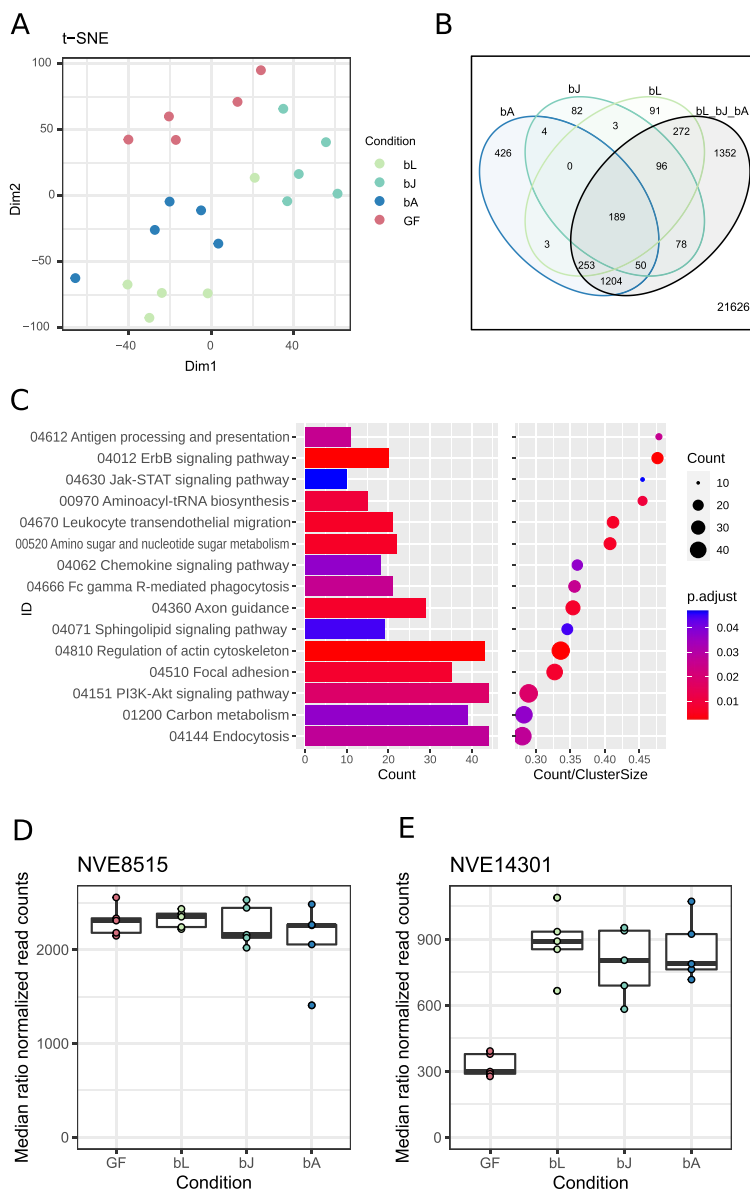 A
t−SNE
100
50
0
−50
−100
Dim2
−40
0
40
Dim1
Condition
bL
bJ
bA
GF
B
bA
bJ
bL
bL_bJ_bA
426
4
82
3
91
272
1352
0
96
189
3
253
50
78
1204
21626
C
ID
04612 Antigen processing and presentation
04012 ErbB signaling pathway
04630 Jak-STAT signaling pathway
00970 Aminoacyl-tRNA biosynthesis
04670 Leukocyte transendothelial migration
00520 Amino sugar and nucleotide sugar metabolism
04062 Chemokine signaling pathway
04666 Fc gamma R-mediated phagocytosis
04360 Axon guidance
04071 Sphingolipid signaling pathway
04810 Regulation of actin cytoskeleton
04510 Focal adhesion
04151 PI3K-Akt signaling pathway
01200 Carbon metabolism
04144 Endocytosis
0 10 20 30 40
Count
0.30 0.35 0.40 0.45
Count/ClusterSize
Count
10
20
30
40
p.adjust
0.04
0.03
0.02
0.01
D
NVE8515
Median ratio normalized read counts
2000
1000
0
GF bL bJ bA
Condition
E
NVE14301
Median ratio normalized read counts
900
600
300
0
GF bL bJ bA
Condition